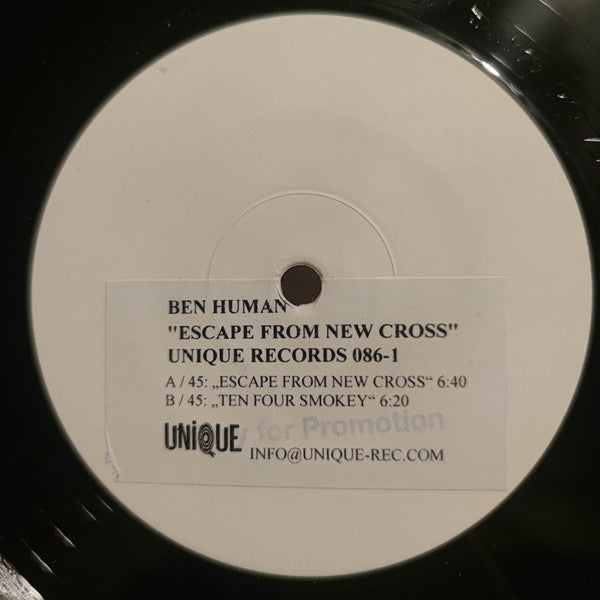 BEN HUMAN
"ESCAPE FROM NEW CROSS"
UNIQUE RECORDS 086-1
A / 45: „ESCAPE FROM NEW CROSS“ 6:40
B / 45: „TEN FOUR SMOKEY“ 6:20
for Promotion
UNiQUE
INFO@UNIQUE-REC.COM